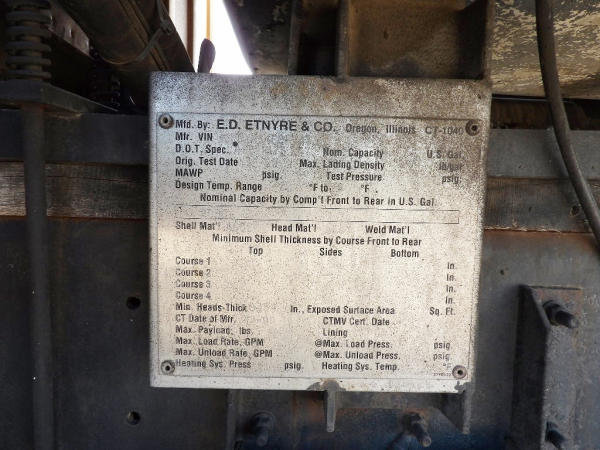 Mfd. By: E.D. ETNYRE & CO. Oregon, Illinois CT-1040
Mfr. VIN
D.O.T. Spec. Nom. Capacity U.S. Gal.
Orig. Test Date Max. Lading Density lb/gal
MAWP psig. Test Pressure psig.
Design Temp. Range °F to °F.
Nominal Capacity by Comp't Front to Rear in U.S. Gal.
Shell Mat'l Head Mat'l Weld Mat'l
Minimum Shell Thickness by Course Front to Rear
Top Sides Bottom
Course 1 In.
Course 2 In.
Course 3 In.
Course 4 In.
Min. Heads-Thick In., Exposed Surface Area Sq. Ft.
CT Date of Mfr. CTMV Cert. Date
Max. Payload, lbs. Lining
Max. Load Rate, GPM @Max. Load Press. psig.
Max. Unload Rate, GPM @Max. Unload Press. psig.
Heating Sys. Press psig. Heating Sys. Temp. °F